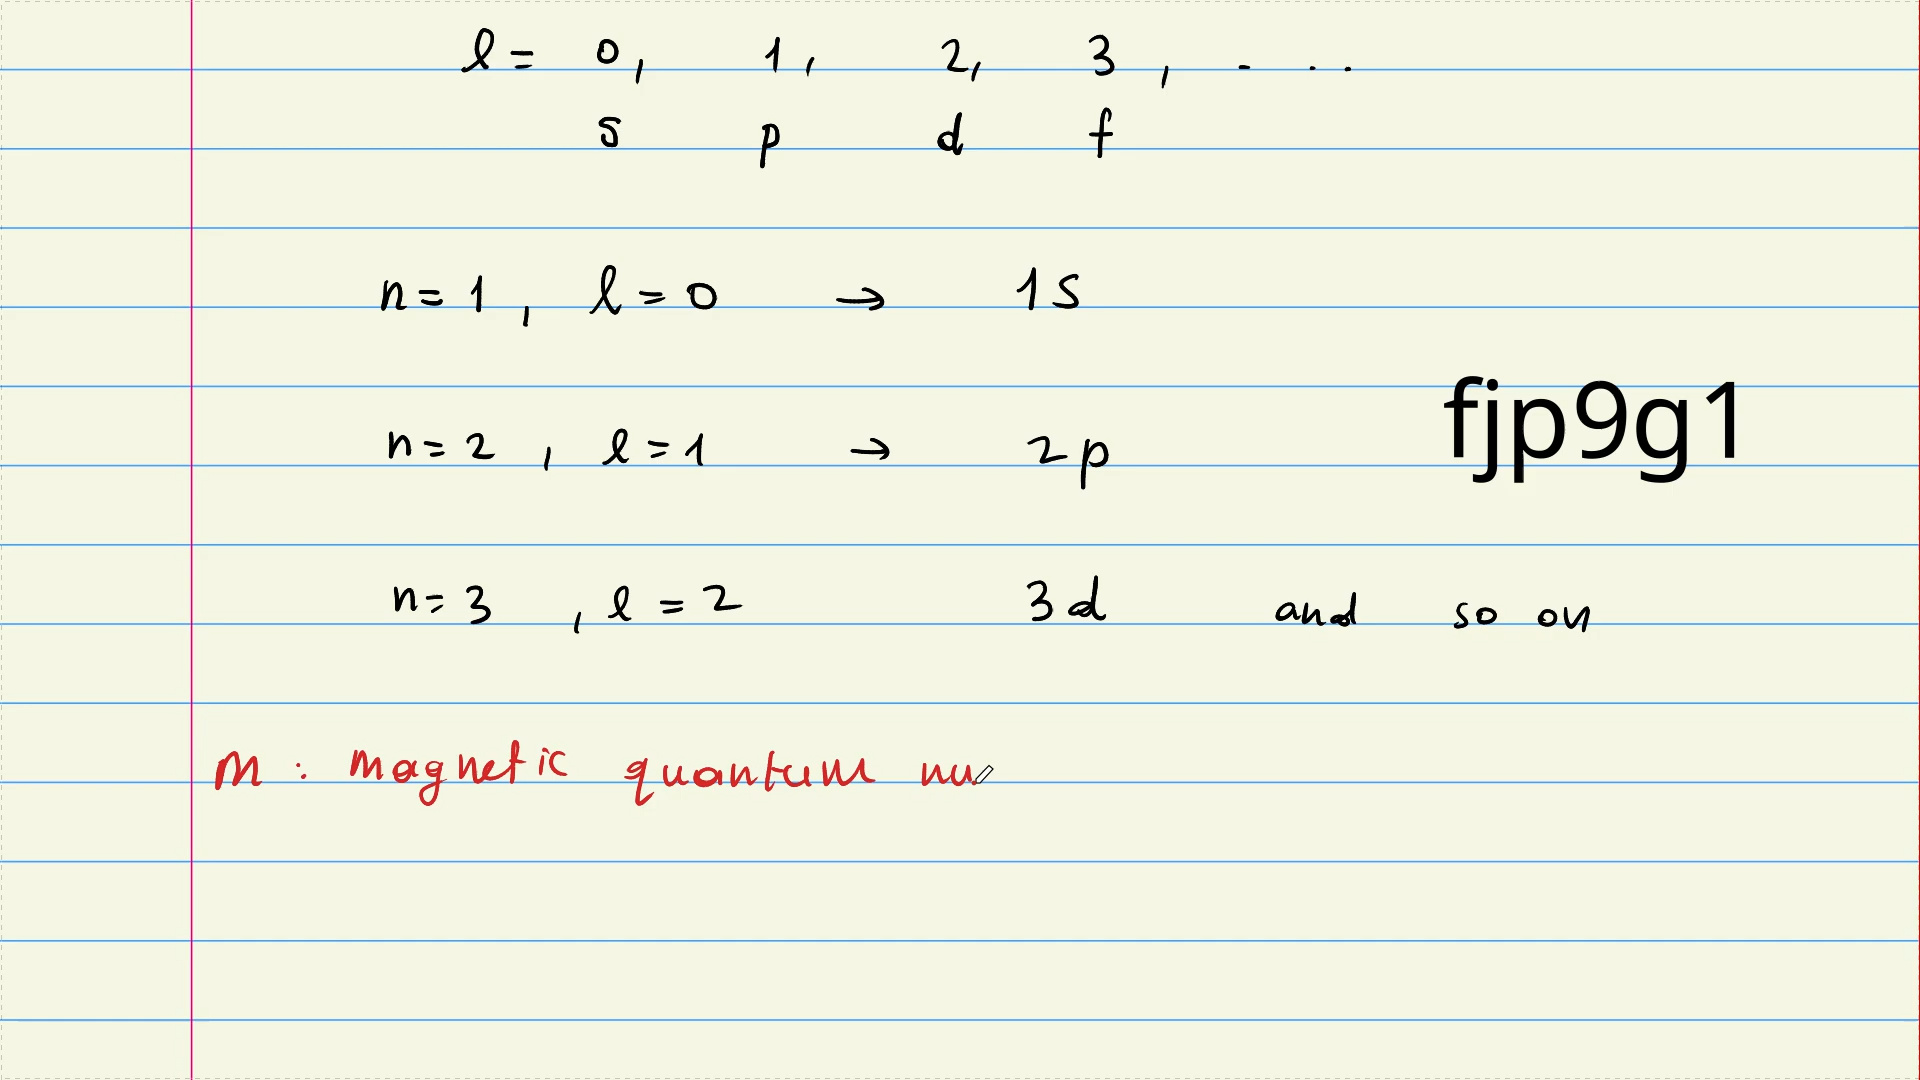 l = 0, 1, 2, 3, . . .
s p d f
n = 1 , l = 0 → 1s
fjp9g1
n = 2 , l = 1 → 2p
n = 3 , l = 2 3d and so on
m : magnetic quantum nu